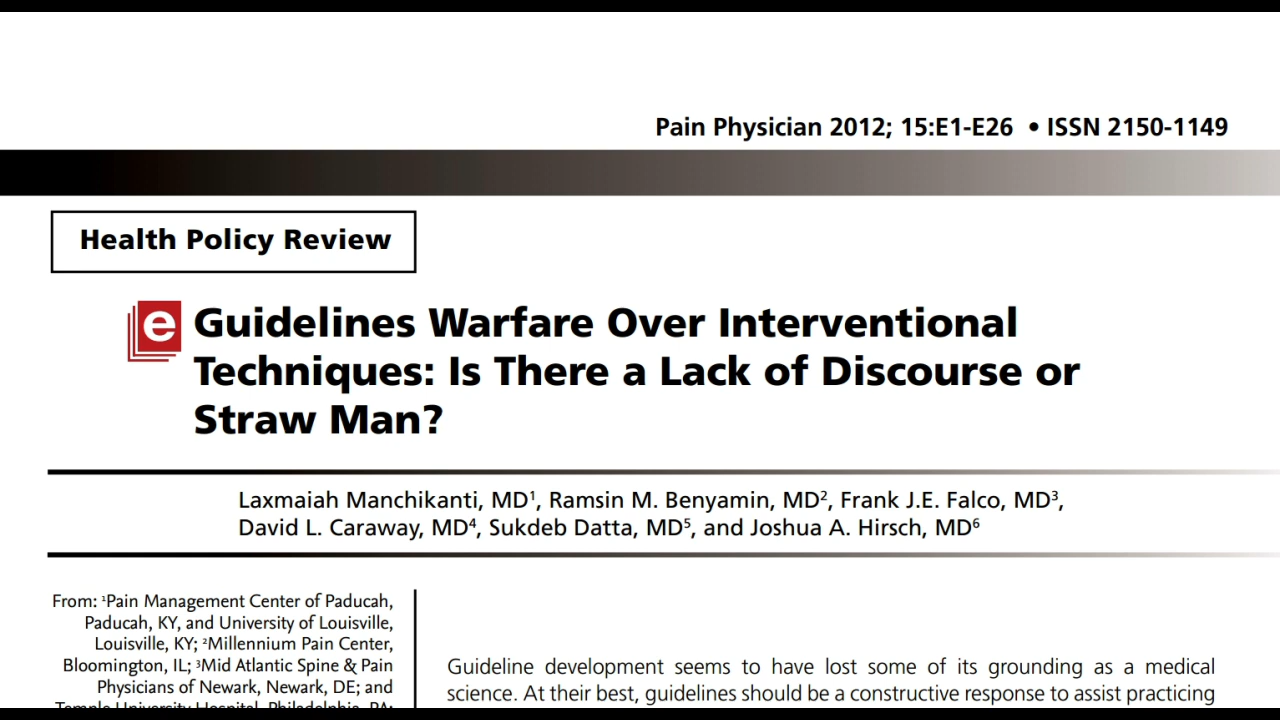 Pain Physician 2012; 15:E1-E26 • ISSN 2150-1149
Health Policy Review
e
Guidelines Warfare Over Interventional
Techniques: Is There a Lack of Discourse or
Straw Man?
Laxmaiah Manchikanti, MD¹, Ramsin M. Benyamin, MD², Frank J.E. Falco, MD³,
David L. Caraway, MD⁴, Sukdeb Datta, MD⁵, and Joshua A. Hirsch, MD⁶
From: ¹Pain Management Center of Paducah,
Paducah, KY, and University of Louisville,
Louisville, KY; ²Millennium Pain Center,
Bloomington, IL; ³Mid Atlantic Spine & Pain
Physicians of Newark, Newark, DE; and
Temple University Hospital, Philadelphia, PA;
Guideline development seems to have lost some of its grounding as a medical
science. At their best, guidelines should be a constructive response to assist practicing